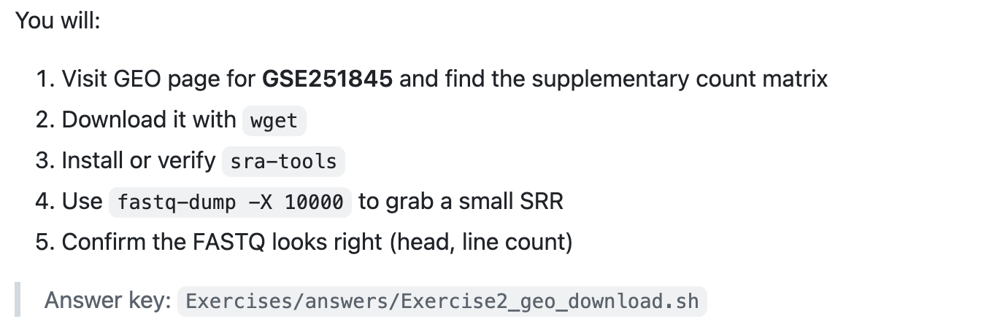 You will:
1. Visit GEO page for GSE251845 and find the supplementary count matrix
2. Download it with wget
3. Install or verify sra-tools
4. Use fastq-dump -X 10000 to grab a small SRR
5. Confirm the FASTQ looks right (head, line count)
Answer key: Exercises/answers/Exercise2_geo_download.sh